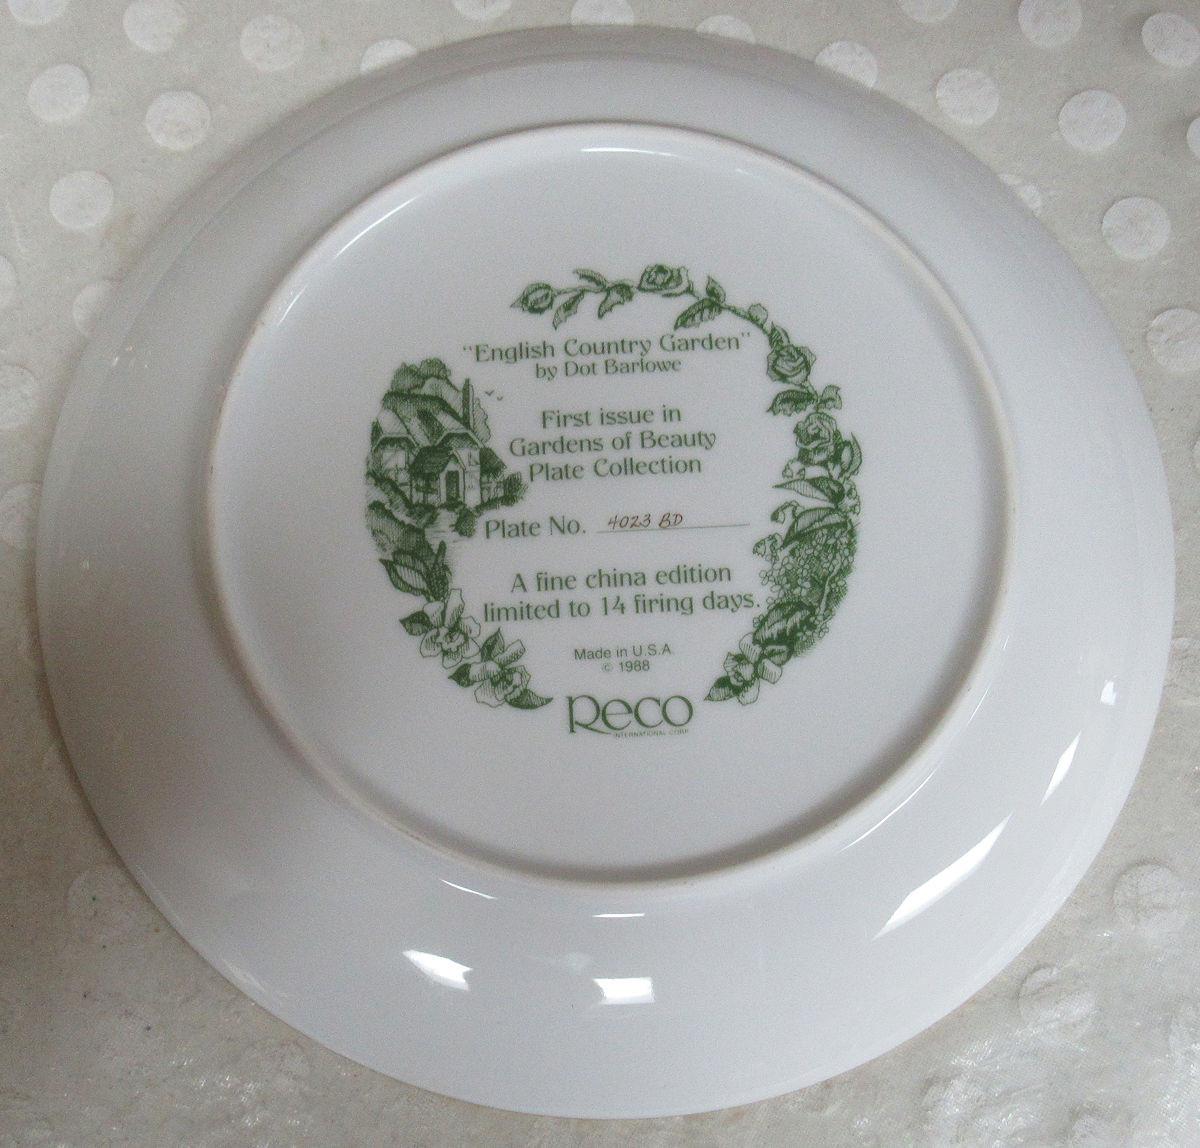 "English Country Garden"
by Dot Barlowe
First issue in
Gardens of Beauty
Plate Collection
Plate No. 4023 BD
A fine china edition
limited to 14 firing days.
Made in U.S.A.
© 1988
Reco
INTERNATIONAL CORP.